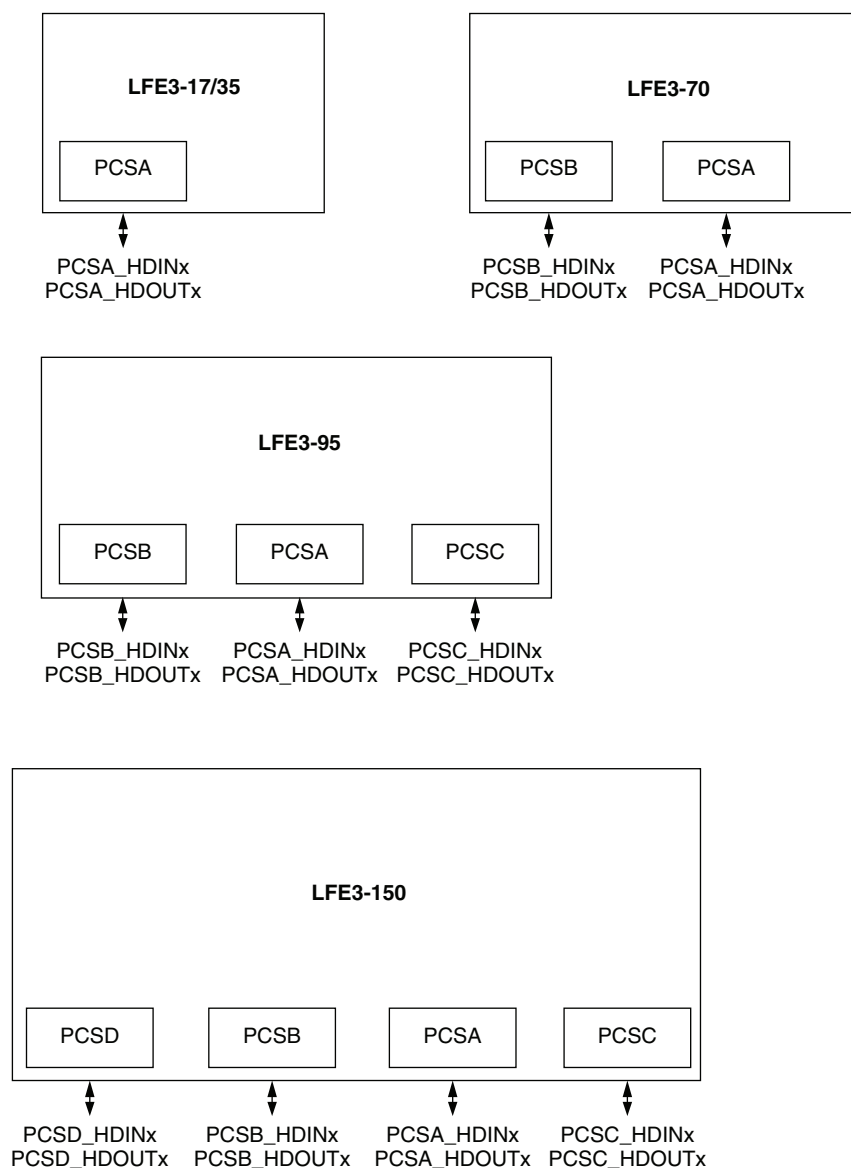 LFE3-17/35
PCSA
PCSA_HDINx
PCSA_HDOUTx
LFE3-70
PCSB
PCSA
PCSB_HDINx
PCSB_HDOUTx
PCSA_HDINx
PCSA_HDOUTx
LFE3-95
PCSB
PCSA
PCSC
PCSB_HDINx
PCSB_HDOUTx
PCSA_HDINx
PCSA_HDOUTx
PCSC_HDINx
PCSC_HDOUTx
LFE3-150
PCSD
PCSB
PCSA
PCSC
PCSD_HDINx
PCSD_HDOUTx
PCSB_HDINx
PCSB_HDOUTx
PCSA_HDINx
PCSA_HDOUTx
PCSC_HDINx
PCSC_HDOUTx